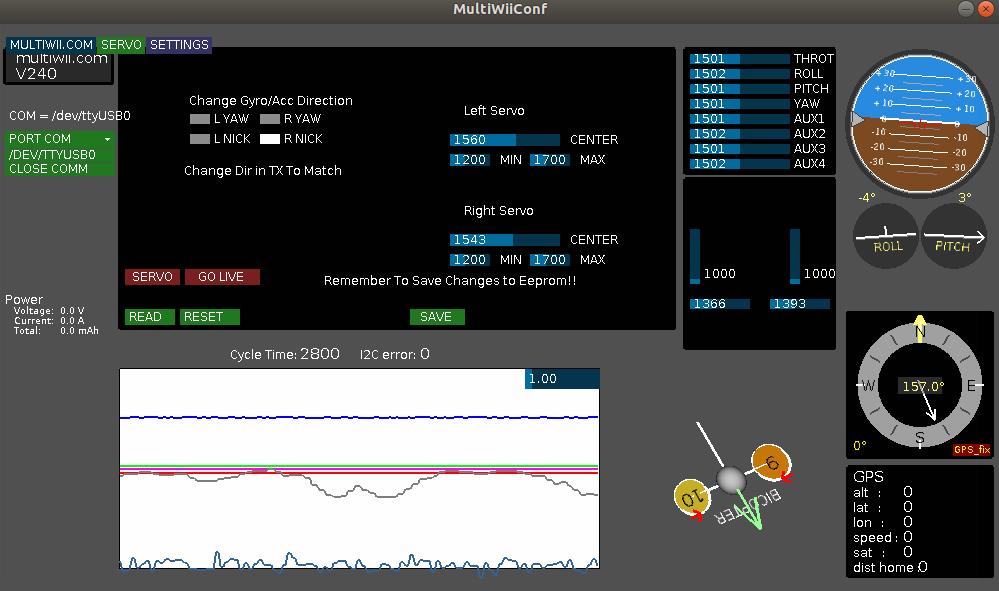 MultiWiiConf
MULTIWII.COM SERVO SETTINGS
multiwii.com
V240
COM = /dev/ttyUSB0
PORT COM
/DEV/TTYUSB0
CLOSE COMM
Power
Voltage: 0.0 V
Current: 0.0 A
Total: 0.0 mAh
Change Gyro/Acc Direction
L YAW R YAW
L NICK R NICK
Change Dir in TX To Match
Left Servo
1560 CENTER
1200 MIN 1700 MAX
Right Servo
1543 CENTER
1200 MIN 1700 MAX
SERVO GO LIVE
Remember To Save Changes to Eeprom!!
READ RESET SAVE
1501 THROT
1502 ROLL
1501 PITCH
1501 YAW
1501 AUX1
1502 AUX2
1501 AUX3
1502 AUX4
1000 1000
1366 1393
+30 +30
+20 +20
+10 +10
0 0
-10 -10
-20 -20
-30 -30
-4° 3°
ROLL PITCH
Cycle Time: 2800 I2C error: 0
1.00
9
10
BICOPTER
N
W 157.0° E
S
0° GPS_fix
GPS
alt : 0
lat : 0
lon : 0
speed : 0
sat : 0
dist home : 0